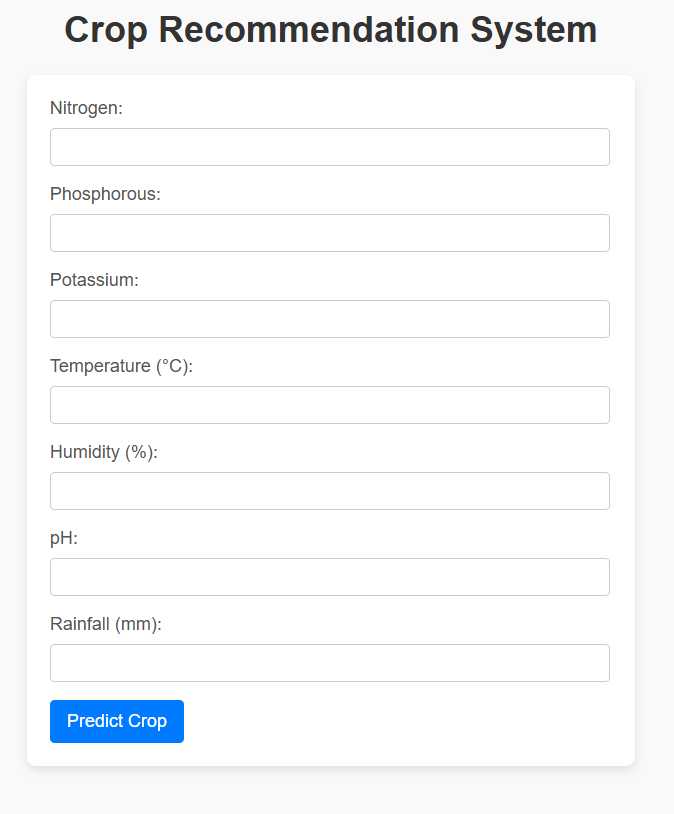 Crop Recommendation System
Nitrogen:
Phosphorous:
Potassium:
Temperature (°C):
Humidity (%):
pH:
Rainfall (mm):
Predict Crop